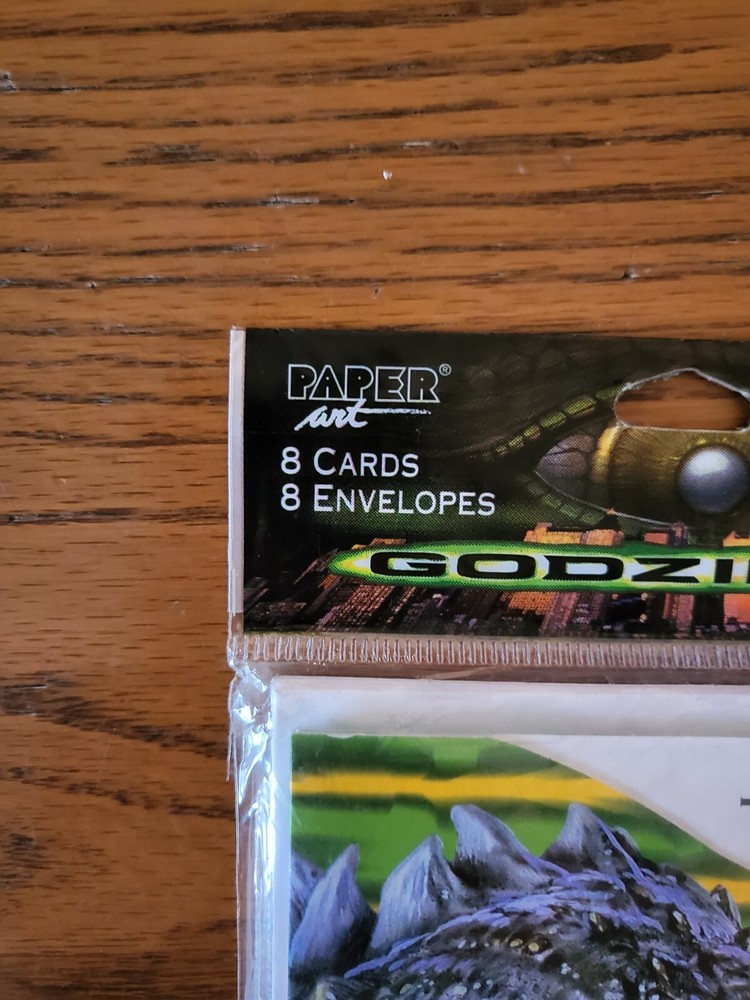 PAPER®
art
8 CARDS
8 ENVELOPES
GODZI